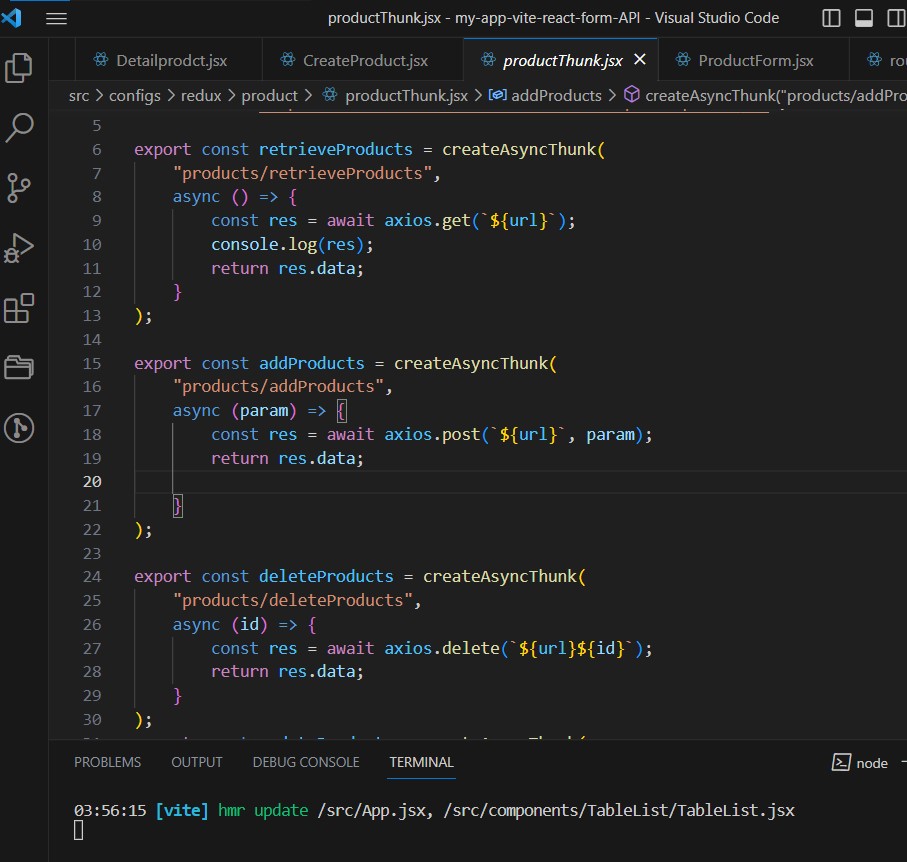 productThunk.jsx - my-app-vite-react-form-API - Visual Studio Code
Detailprodct.jsx CreateProduct.jsx productThunk.jsx ProductForm.jsx rou
src > configs > redux > product > productThunk.jsx > addProducts > createAsyncThunk("products/addPro
5
6 export const retrieveProducts = createAsyncThunk(
7 "products/retrieveProducts",
8 async () => {
9 const res = await axios.get(`${url}`);
10 console.log(res);
11 return res.data;
12 }
13 );
14
15 export const addProducts = createAsyncThunk(
16 "products/addProducts",
17 async (param) => {
18 const res = await axios.post(`${url}`, param);
19 return res.data;
20
21 }
22 );
23
24 export const deleteProducts = createAsyncThunk(
25 "products/deleteProducts",
26 async (id) => {
27 const res = await axios.delete(`${url}${id}`);
28 return res.data;
29 }
30 );
PROBLEMS OUTPUT DEBUG CONSOLE TERMINAL node
03:56:15 [vite] hmr update /src/App.jsx, /src/components/TableList/TableList.jsx